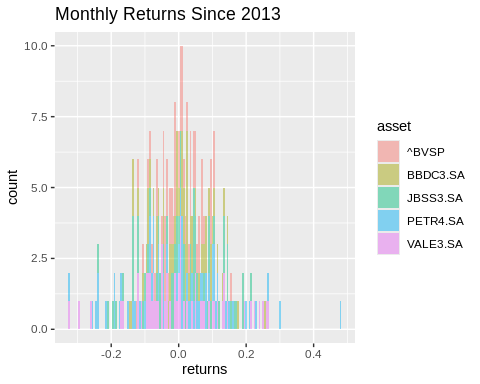 Monthly Returns Since 2013
10.0
7.5
5.0
2.5
0.0
count
-0.2 0.0 0.2 0.4
returns
asset
^BVSP
BBDC3.SA
JBSS3.SA
PETR4.SA
VALE3.SA